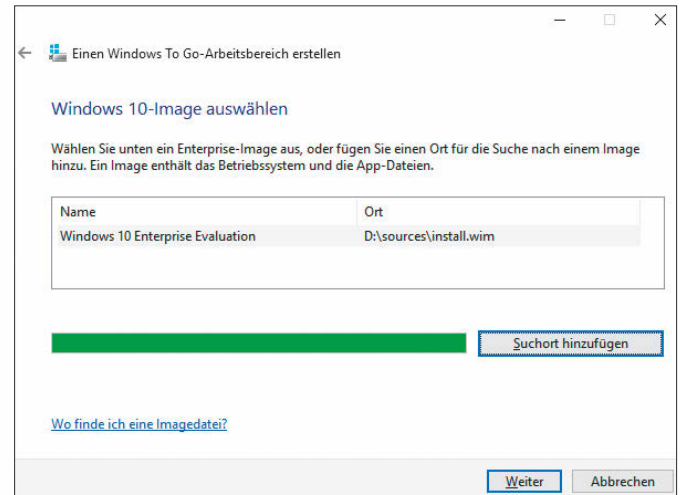 Einen Windows To Go-Arbeitsbereich erstellen
Windows 10-Image auswählen
Wählen Sie unten ein Enterprise-Image aus, oder fügen Sie einen Ort für die Suche nach einem Image
hinzu. Ein Image enthält das Betriebssystem und die App-Dateien.
Name Ort
Windows 10 Enterprise Evaluation D:\sources\install.wim
Suchort hinzufügen
Wo finde ich eine Imagedatei?
Weiter Abbrechen